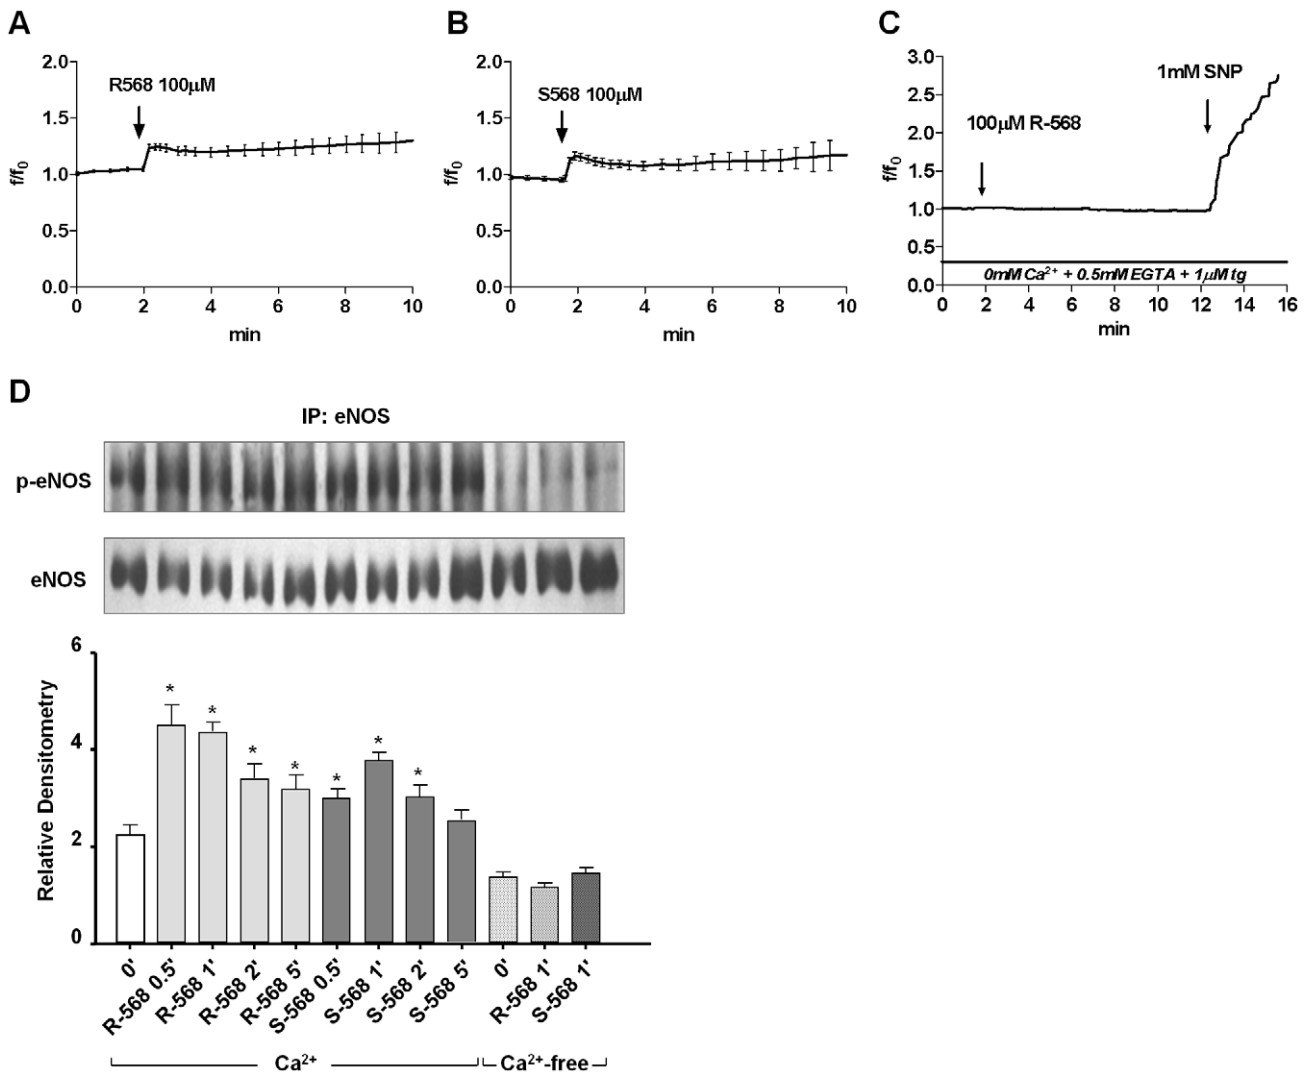 A
2.0
1.5
1.0
0.5
0.0
f/f0
R568 100µM
0 2 4 6 8 10
min
B
2.0
1.5
1.0
0.5
0.0
f/f0
S568 100µM
0 2 4 6 8 10
min
C
3.0
2.5
2.0
1.5
1.0
0.5
0.0
f/f0
100µM R-568
1mM SNP
0mM Ca²⁺ + 0.5mM EGTA + 1µM tg
0 2 4 6 8 10 12 14 16
min
D
IP: eNOS
p-eNOS
eNOS
6
4
2
0
Relative Densitometry
* * * * * * *
0'
R-568 0.5'
R-568 1'
R-568 2'
R-568 5'
S-568 0.5'
S-568 1'
S-568 2'
S-568 5'
0'
R-568 1'
S-568 1'
Ca²⁺
Ca²⁺-free